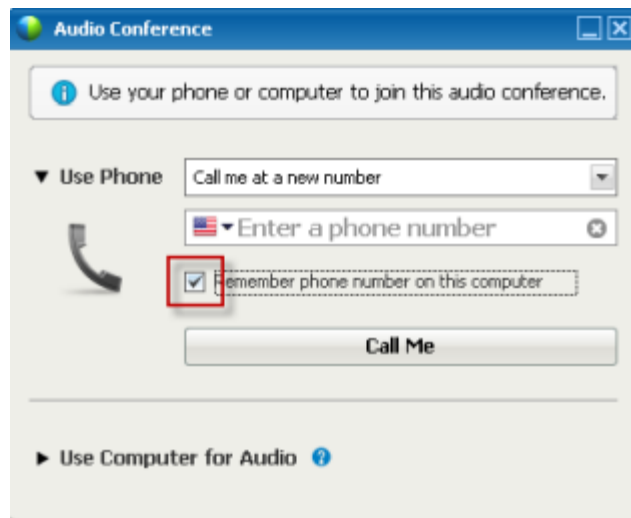 Audio Conference
Use your phone or computer to join this audio conference.
Use Phone
Call me at a new number
Enter a phone number
Remember phone number on this computer
Call Me
Use Computer for Audio